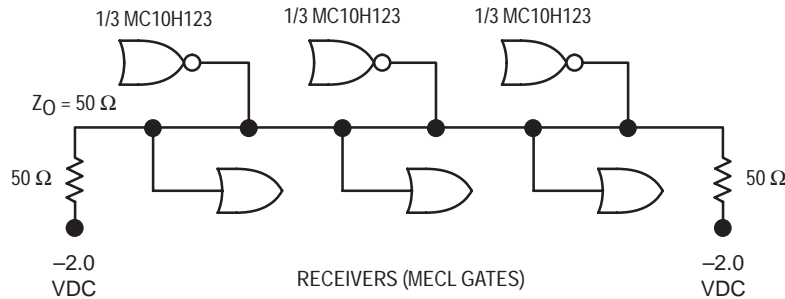 1/3 MC10H123 1/3 MC10H123 1/3 MC10H123
ZO = 50 Ω
50 Ω
50 Ω
–2.0
VDC
RECEIVERS (MECL GATES)
–2.0
VDC